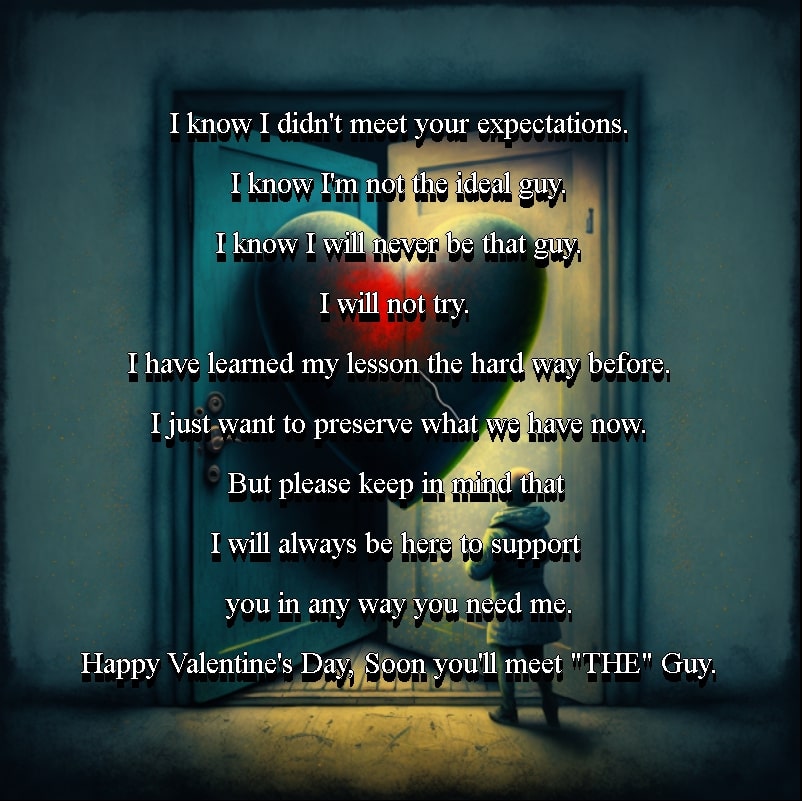 I know I didn't meet your expectations.
I know I'm not the ideal guy.
I know I will never be that guy.
I will not try.
I have learned my lesson the hard way before.
I just want to preserve what we have now.
But please keep in mind that
I will always be here to support
you in any way you need me.
Happy Valentine's Day, Soon you'll meet "THE" Guy.